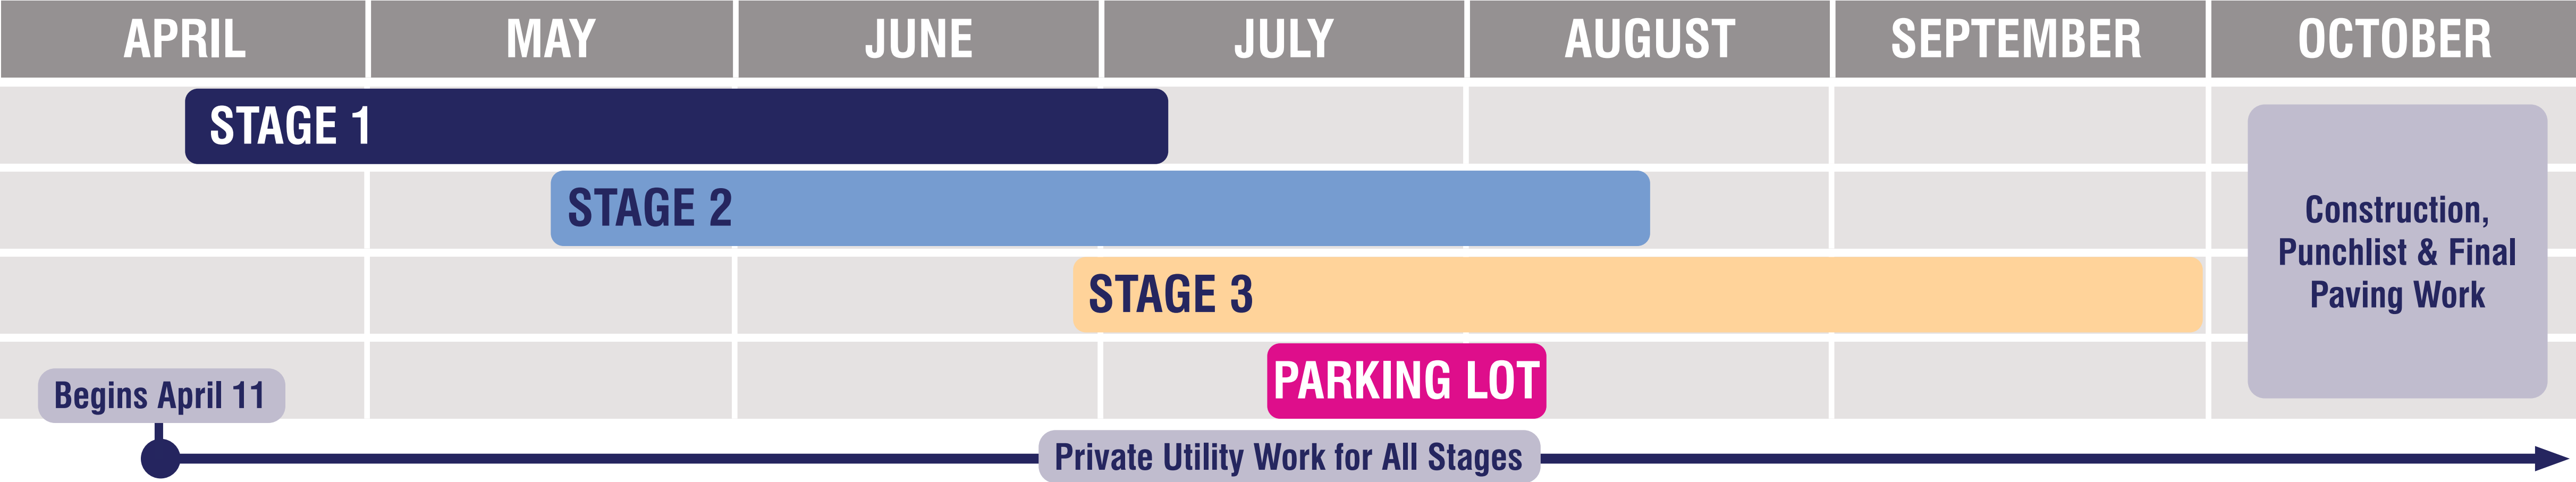 APRIL
MAY
JUNE
JULY
AUGUST
SEPTEMBER
OCTOBER
STAGE 1
STAGE 2
STAGE 3
PARKING LOT
Construction,
Punchlist & Final
Paving Work
Begins April 11
Private Utility Work for All Stages